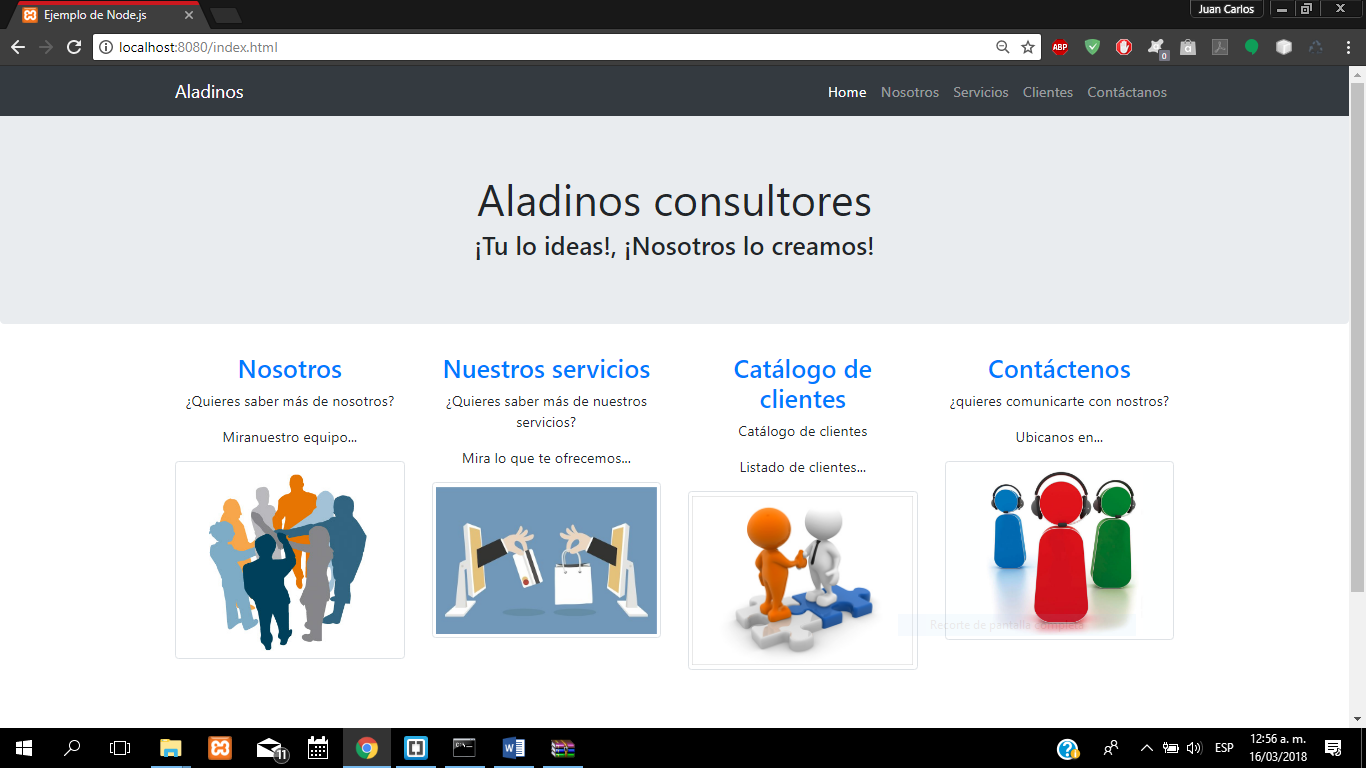 Ejemplo de Node.js
Juan Carlos
localhost:8080/index.html
ABP
0
Aladinos
Home Nosotros Servicios Clientes Contáctanos
Aladinos consultores
¡Tu lo ideas!, ¡Nosotros lo creamos!
Nosotros
¿Quieres saber más de nosotros?
Miranuestro equipo...
Nuestros servicios
¿Quieres saber más de nuestros
servicios?
Mira lo que te ofrecemos...
Catálogo de
clientes
Catálogo de clientes
Listado de clientes...
Contáctenos
¿quieres comunicarte con nostros?
Ubicanos en...
Recorte de pantalla completa
11
ESP
12:56 a. m.
16/03/2018